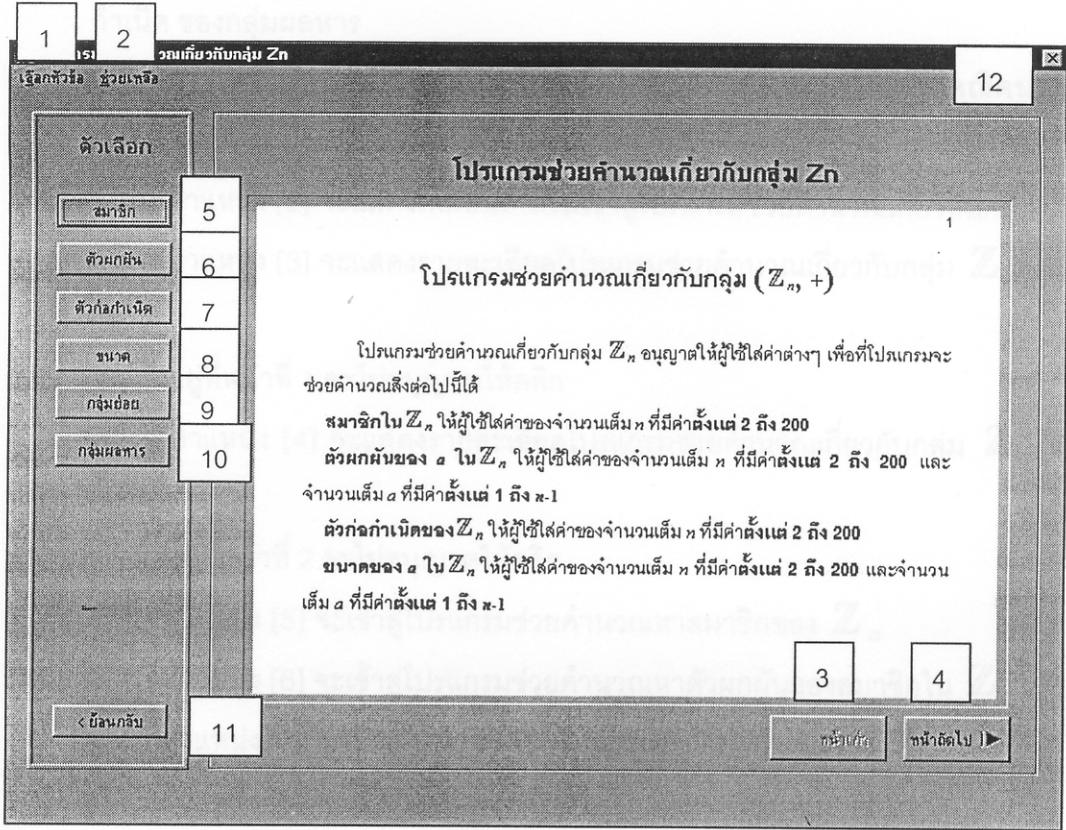 1
2
วณเกี่ยวกับกลุ่ม Zn
เลือกหัวข้อ ช่วยเหลือ
12
ตัวเลือก
โปรแกรมช่วยคำนวณเกี่ยวกับกลุ่ม Zn
สมาชิก
5
1
ตัวผกผัน
6
โปรแกรมช่วยคำนวณเกี่ยวกับกลุ่ม (ℤn, +)
ตัวก่อกำเนิด
7
ขนาด
8
โปรแกรมช่วยคำนวณเกี่ยวกับกลุ่ม ℤn อนุญาตให้ผู้ใช้ใส่ค่าต่างๆ เพื่อที่โปรแกรมจะ
ช่วยคำนวณสิ่งต่อไปนี้ได้
กลุ่มย่อย
9
สมาชิกใน ℤn ให้ผู้ใช้ใส่ค่าของจำนวนเต็ม n ที่มีค่าตั้งแต่ 2 ถึง 200
กลุ่มผลหาร
10
ตัวผกผันของ a ใน ℤn ให้ผู้ใช้ใส่ค่าของจำนวนเต็ม n ที่มีค่าตั้งแต่ 2 ถึง 200 และ
จำนวนเต็ม a ที่มีค่าตั้งแต่ 1 ถึง n-1
ตัวก่อกำเนิดของ ℤn ให้ผู้ใช้ใส่ค่าของจำนวนเต็ม n ที่มีค่าตั้งแต่ 2 ถึง 200
ขนาดของ a ใน ℤn ให้ผู้ใช้ใส่ค่าของจำนวนเต็ม n ที่มีค่าตั้งแต่ 2 ถึง 200 และจำนวน
เต็ม a ที่มีค่าตั้งแต่ 1 ถึง n-1
3
4
< ย้อนกลับ
11
หน้าถัดไป